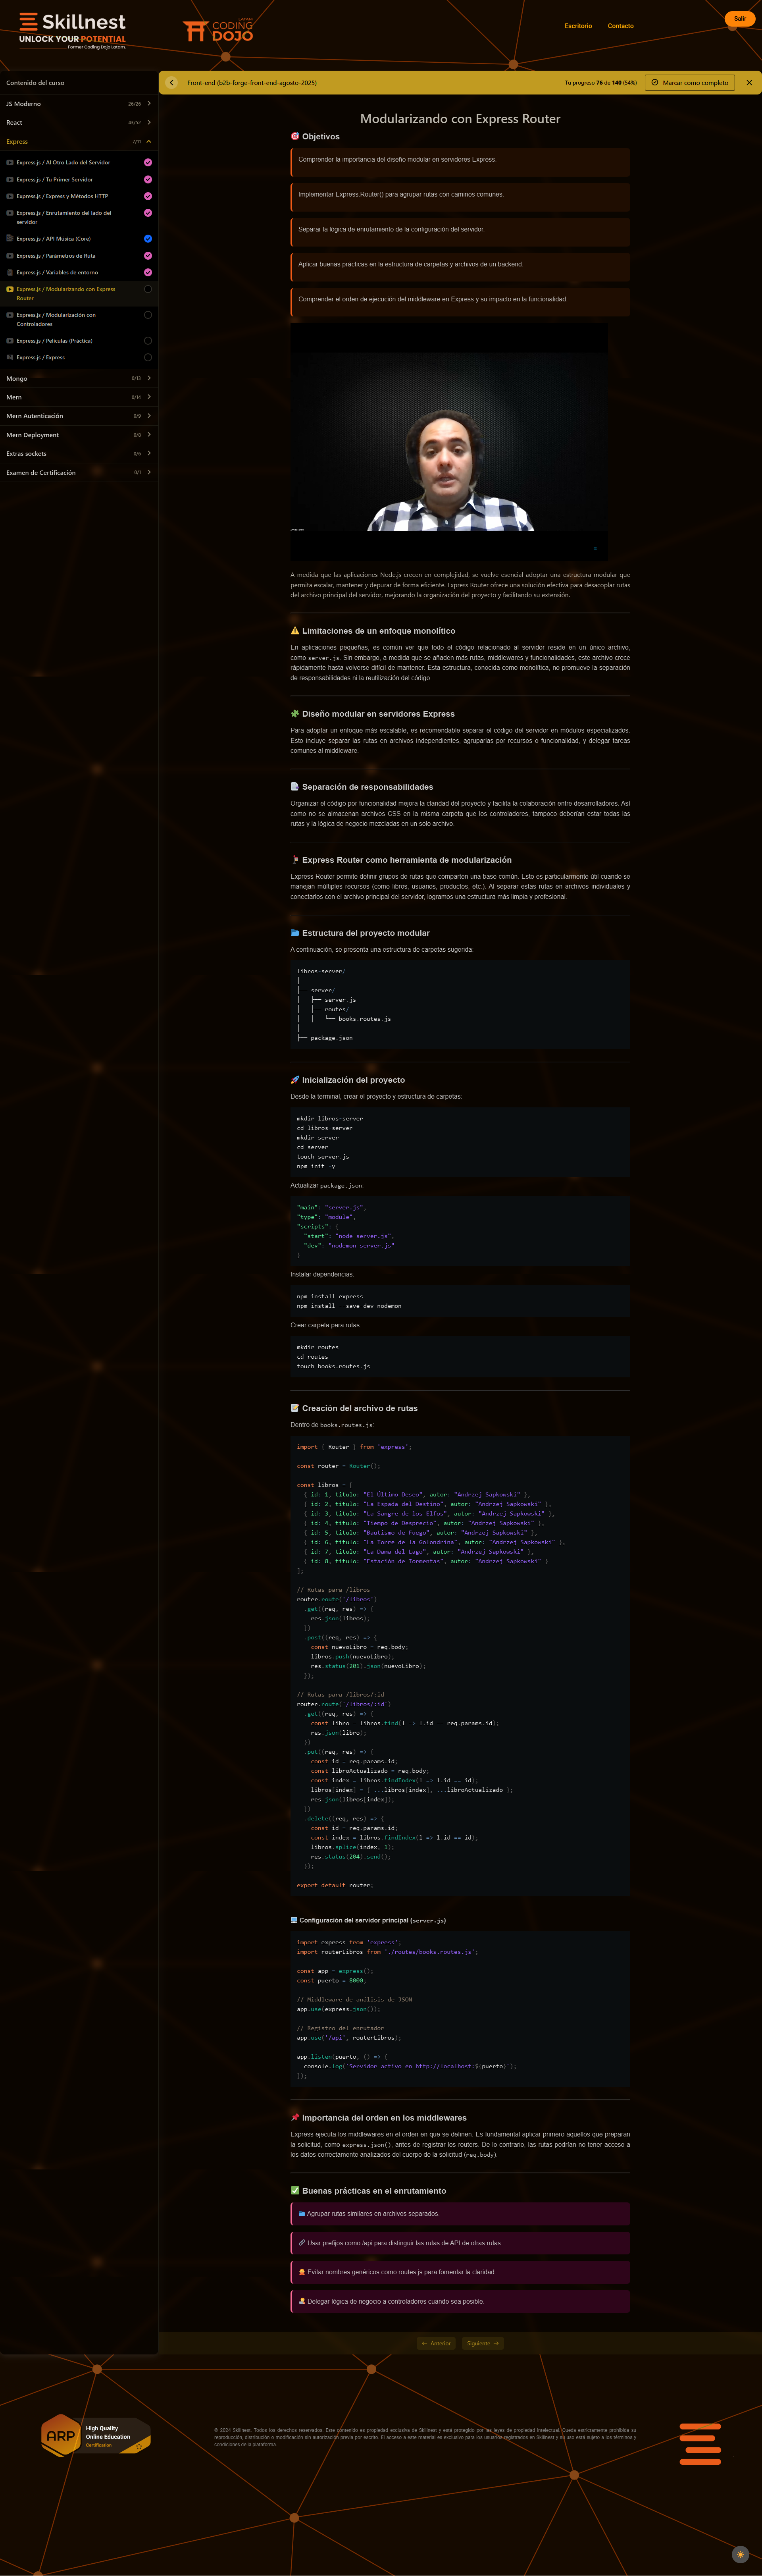 Skillnest
UNLOCK YOUR POTENTIAL
Former Coding Dojo Latam.
LATAM
CODING
DOJO
Escritorio
Contacto
Salir
Contenido del curso
JS Moderno
26/26
React
43/52
Express
7/11
Express.js / Al Otro Lado del Servidor
Express.js / Tu Primer Servidor
Express.js / Express y Métodos HTTP
Express.js / Enrutamiento del lado del
servidor
Express.js / API Música (Core)
Express.js / Parámetros de Ruta
Express.js / Variables de entorno
Express.js / Modularizando con Express
Router
Express.js / Modularización con
Controladores
Express.js / Películas (Práctica)
Express.js / Express
Mongo
0/13
Mern
0/14
Mern Autenticación
0/9
Mern Deployment
0/8
Extras sockets
0/6
Examen de Certificación
0/1
Front-end (b2b-forge-front-end-agosto-2025)
Tu progreso 76 de 140 (54%)
Marcar como completo
Modularizando con Express Router
🎯 Objetivos
Comprender la importancia del diseño modular en servidores Express.
Implementar Express.Router() para agrupar rutas con caminos comunes.
Separar la lógica de enrutamiento de la configuración del servidor.
Aplicar buenas prácticas en la estructura de carpetas y archivos de un backend.
Comprender el orden de ejecución del middleware en Express y su impacto en la funcionalidad.
A medida que las aplicaciones Node.js crecen en complejidad, se vuelve esencial adoptar una estructura modular que
permita escalar, mantener y depurar de forma eficiente. Express Router ofrece una solución efectiva para desacoplar rutas
del archivo principal del servidor, mejorando la organización del proyecto y facilitando su extensión.
⚠️ Limitaciones de un enfoque monolítico
En aplicaciones pequeñas, es común ver que todo el código relacionado al servidor reside en un único archivo,
como server.js. Sin embargo, a medida que se añaden más rutas, middlewares y funcionalidades, este archivo crece
rápidamente hasta volverse difícil de mantener. Esta estructura, conocida como monolítica, no promueve la separación
de responsabilidades ni la reutilización del código.
🧩 Diseño modular en servidores Express
Para adoptar un enfoque más escalable, es recomendable separar el código del servidor en módulos especializados.
Esto incluye separar las rutas en archivos independientes, agruparlas por recursos o funcionalidad, y delegar tareas
comunes al middleware.
Separación de responsabilidades
Organizar el código por funcionalidad mejora la claridad del proyecto y facilita la colaboración entre desarrolladores. Así
como no se almacenan archivos CSS en la misma carpeta que los controladores, tampoco deberían estar todas las
rutas y la lógica de negocio mezcladas en un solo archivo.
Express Router como herramienta de modularización
Express Router permite definir grupos de rutas que comparten una base común. Esto es particularmente útil cuando se
manejan múltiples recursos (como libros, usuarios, productos, etc.). Al separar estas rutas en archivos individuales y
conectarlos con el archivo principal del servidor, logramos una estructura más limpia y profesional.
Estructura del proyecto modular
A continuación, se presenta una estructura de carpetas sugerida:
libros-server/
│
├── server/
│   ├── server.js
│   ├── routes/
│   │   └── books.routes.js
│
├── package.json
🚀 Inicialización del proyecto
Desde la terminal, crear el proyecto y estructura de carpetas:
mkdir libros-server
cd libros-server
mkdir server
cd server
touch server.js
npm init -y
Actualizar package.json:
"main": "server.js",
"type": "module",
"scripts": {
  "start": "node server.js",
  "dev": "nodemon server.js"
}
Instalar dependencias:
npm install express
npm install --save-dev nodemon
Crear carpeta para rutas:
mkdir routes
cd routes
touch books.routes.js
📝 Creación del archivo de rutas
Dentro de books.routes.js:
import { Router } from 'express';
const router = Router();
const libros = [
  { id: 1, titulo: "El Último Deseo", autor: "Andrzej Sapkowski" },
  { id: 2, titulo: "La Espada del Destino", autor: "Andrzej Sapkowski" },
  { id: 3, titulo: "La Sangre de los Elfos", autor: "Andrzej Sapkowski" },
  { id: 4, titulo: "Tiempo de Desprecio", autor: "Andrzej Sapkowski" },
  { id: 5, titulo: "Bautismo de Fuego", autor: "Andrzej Sapkowski" },
  { id: 6, titulo: "La Torre de la Golondrina", autor: "Andrzej Sapkowski" },
  { id: 7, titulo: "La Dama del Lago", autor: "Andrzej Sapkowski" },
  { id: 8, titulo: "Estación de Tormentas", autor: "Andrzej Sapkowski" }
];
// Rutas para /libros
router.route('/libros')
  .get((req, res) => {
    res.json(libros);
  })
  .post((req, res) => {
    const nuevoLibro = req.body;
    libros.push(nuevoLibro);
    res.status(201).json(nuevoLibro);
  });
// Rutas para /libros/:id
router.route('/libros/:id')
  .get((req, res) => {
    const libro = libros.find(l => l.id == req.params.id);
    res.json(libro);
  })
  .put((req, res) => {
    const id = req.params.id;
    const libroActualizado = req.body;
    const index = libros.findIndex(l => l.id == id);
    libros[index] = { ...libros[index], ...libroActualizado };
    res.json(libros[index]);
  })
  .delete((req, res) => {
    const id = req.params.id;
    const index = libros.findIndex(l => l.id == id);
    libros.splice(index, 1);
    res.status(204).send();
  });
export default router;
Configuración del servidor principal (server.js)
import express from 'express';
import routerLibros from './routes/books.routes.js';
const app = express();
const puerto = 8000;
// Middleware de análisis de JSON
app.use(express.json());
// Registro del enrutador
app.use('/api', routerLibros);
app.listen(puerto, () => {
  console.log(`Servidor activo en http://localhost:${puerto}`);
});
📌 Importancia del orden en los middlewares
Express ejecuta los middlewares en el orden en que se definen. Es fundamental aplicar primero aquellos que preparan
la solicitud, como express.json(), antes de registrar los routers. De lo contrario, las rutas podrían no tener acceso a
los datos correctamente analizados del cuerpo de la solicitud (req.body).
✅ Buenas prácticas en el enrutamiento
Agrupar rutas similares en archivos separados.
Usar prefijos como /api para distinguir las rutas de API de otras rutas.
Evitar nombres genéricos como routes.js para fomentar la claridad.
Delegar lógica de negocio a controladores cuando sea posible.
← Anterior
Siguiente →
ARP
High Quality
Online Education
Certification
© 2024 Skillnest. Todos los derechos reservados. Este contenido es propiedad exclusiva de Skillnest y está protegido por las leyes de propiedad intelectual. Queda estrictamente prohibida su
reproducción, distribución o modificación sin autorización previa por escrito. El acceso a este material es exclusivo para los usuarios registrados en Skillnest y su uso está sujeto a los términos y
condiciones de la plataforma.